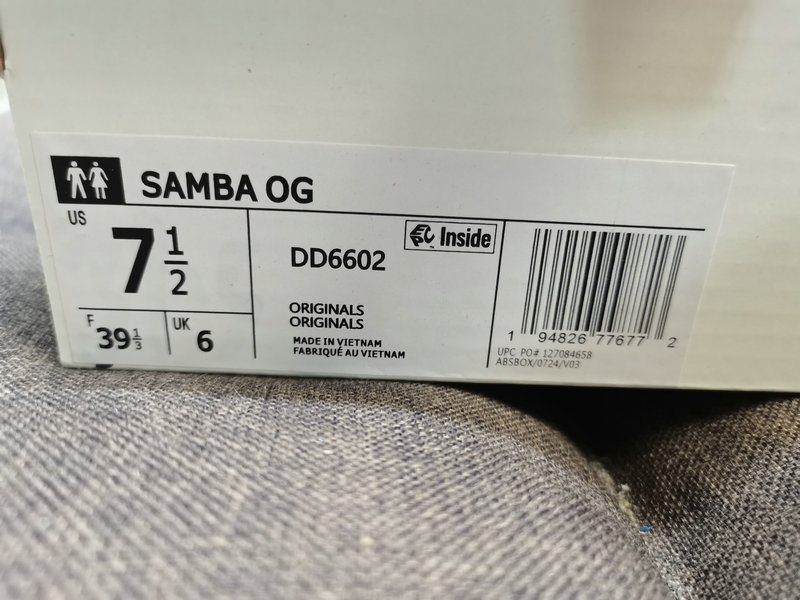 SAMBA OG
US
7 1/2
F
39 1/3
UK
6
DD6602
Inside
ORIGINALS
ORIGINALS
MADE IN VIETNAM
FABRIQUÉ AU VIETNAM
1 94826 77677 2
UPC PO# 127084658
ABSBOX/0724/V03